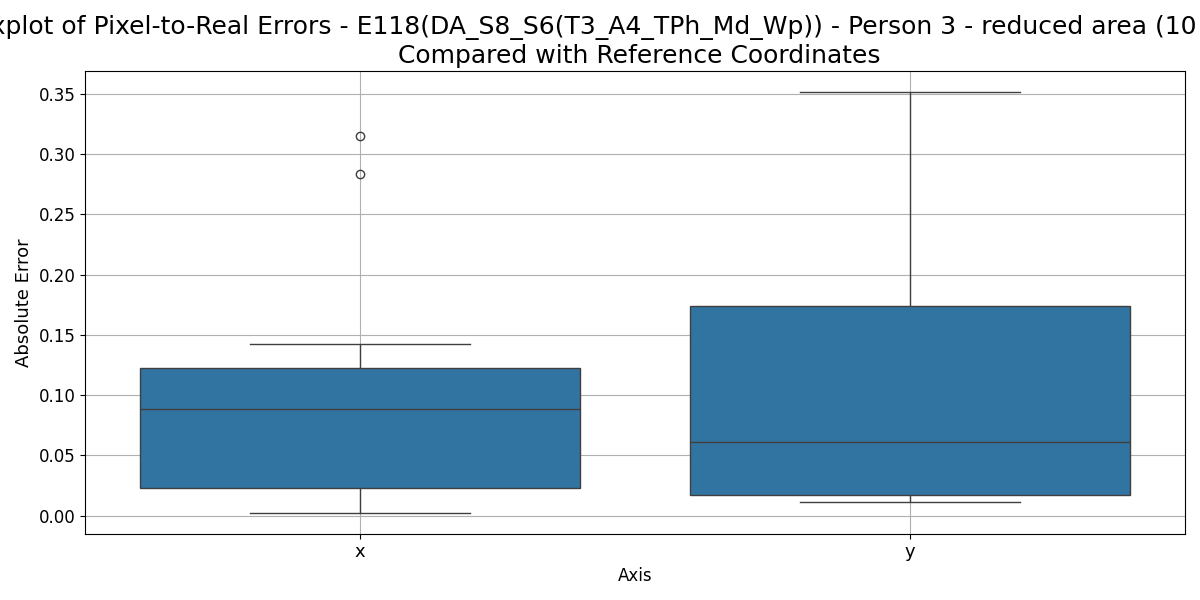 xplot of Pixel-to-Real Errors - E118(DA_S8_S6(T3_A4_TPh_Md_Wp)) - Person 3 - reduced area (10
Compared with Reference Coordinates
0.35
0.30
0.25
0.20
0.15
0.10
0.05
0.00
Absolute Error
x
y
Axis